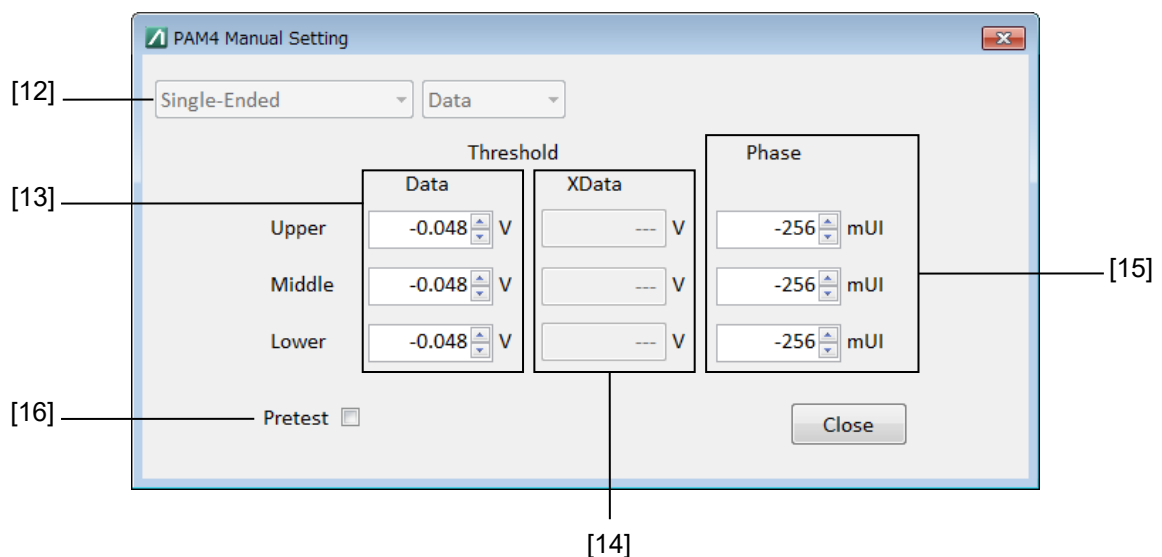 PAM4 Manual Setting
[12] Single-Ended Data
Threshold Phase
[13] Data XData
Upper -0.048 V --- V -256 mUI
[15]
Middle -0.048 V --- V -256 mUI
Lower -0.048 V --- V -256 mUI
[16] Pretest Close
[14]